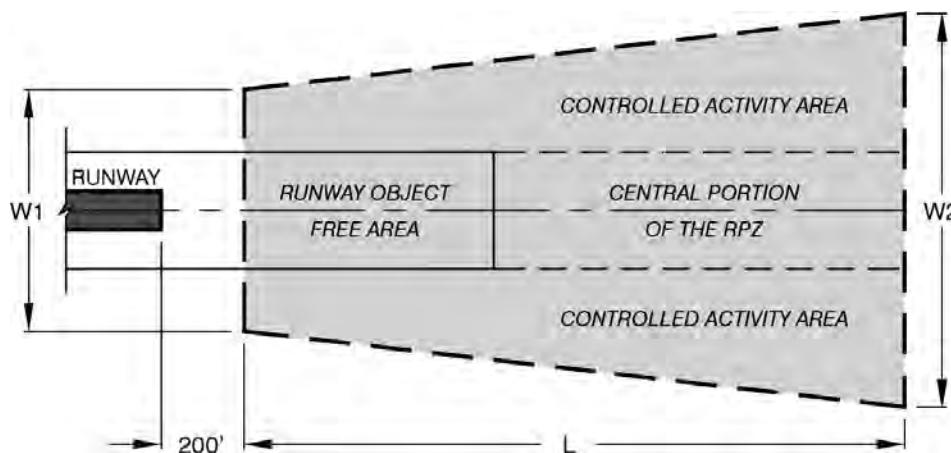 CONTROLLED ACTIVITY AREA
RUNWAY
W1
RUNWAY OBJECT
FREE AREA
CENTRAL PORTION
OF THE RPZ
W2
CONTROLLED ACTIVITY AREA
200'
L